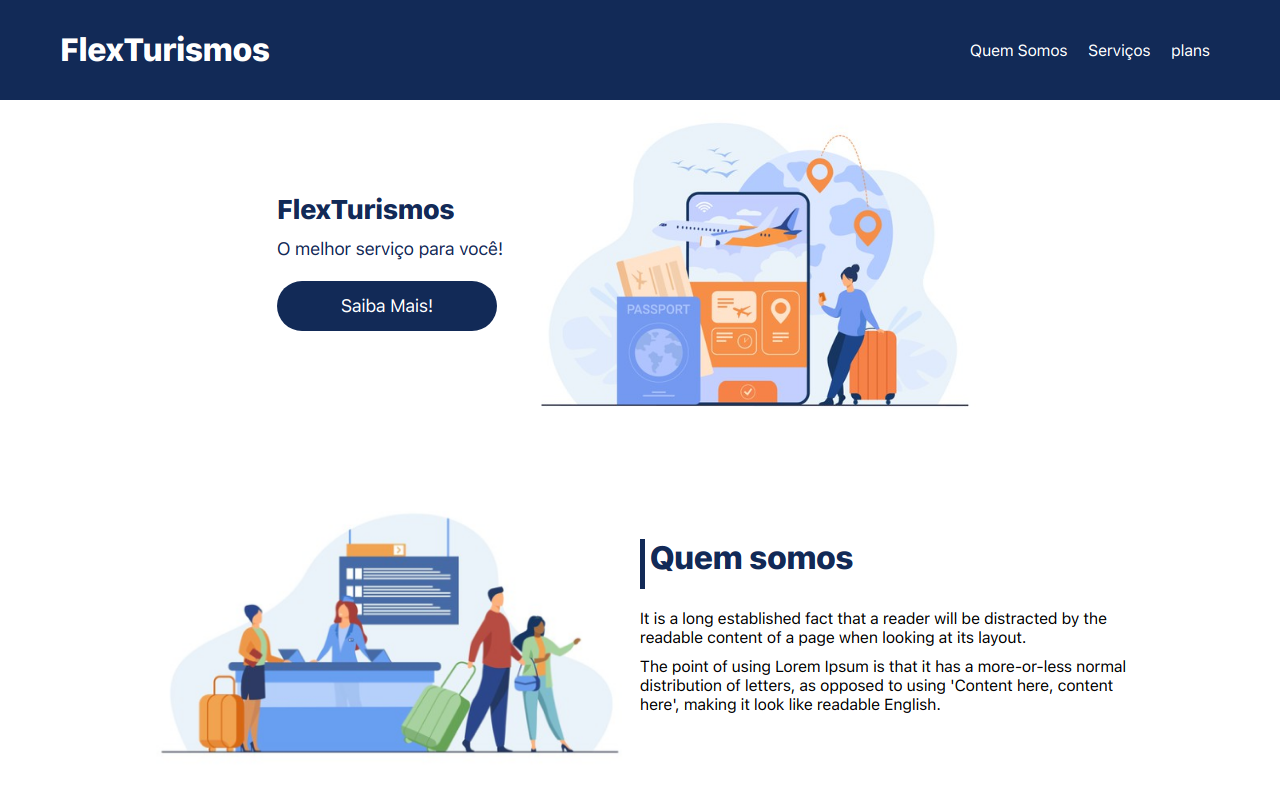 FlexTurismos
Quem Somos Serviços plans
FlexTurismos
O melhor serviço para você!
Saiba Mais!
PASSPORT
Quem somos
It is a long established fact that a reader will be distracted by the
readable content of a page when looking at its layout.
The point of using Lorem Ipsum is that it has a more-or-less normal
distribution of letters, as opposed to using 'Content here, content
here', making it look like readable English.